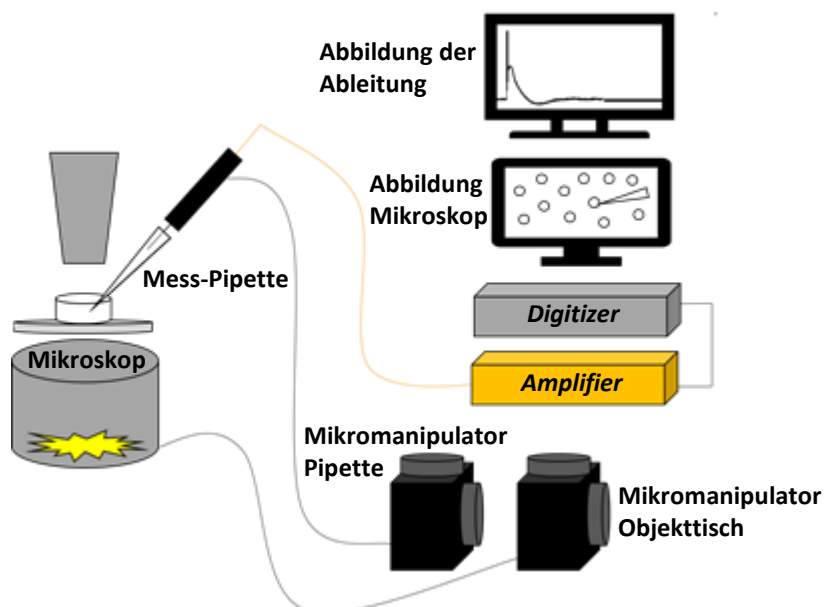 Abbildung der
Ableitung
Abbildung
Mikroskop
Mess-Pipette
Digitizer
Mikroskop
Amplifier
Mikromanipulator
Pipette
Mikromanipulator
Objekttisch